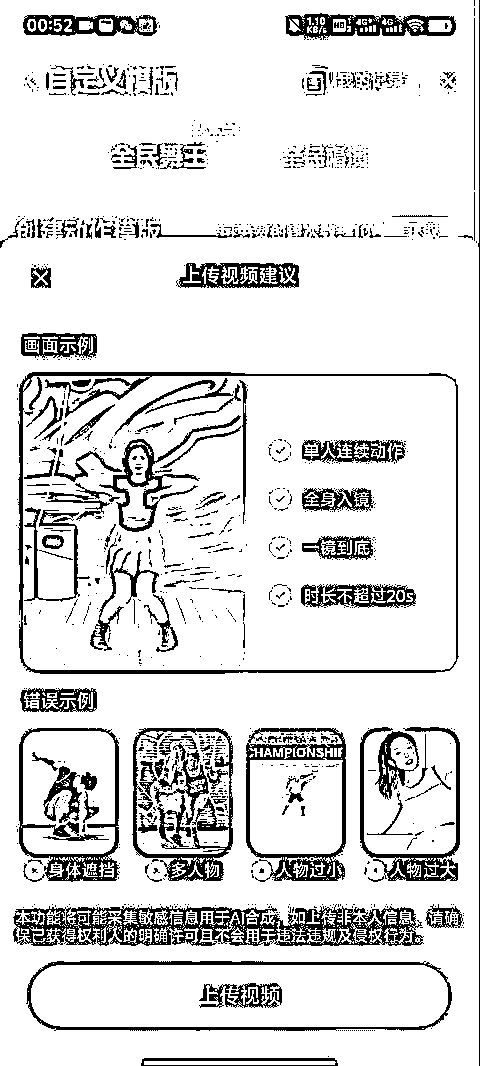 00:52
自定义模版
全民舞王
创建动作模版
上传视频建议
画面示例
单人连续动作
全身入镜
一镜到底
时长不超过20s
错误示例
CHAMPIONSHIP
身体遮挡
多人物
人物过小
人物过大
本功能将可能采集敏感信息用于AI合成，如上传非本人信息，请确
保已获得权利人的明确许可且不会用于违法违规及侵权行为。
上传视频